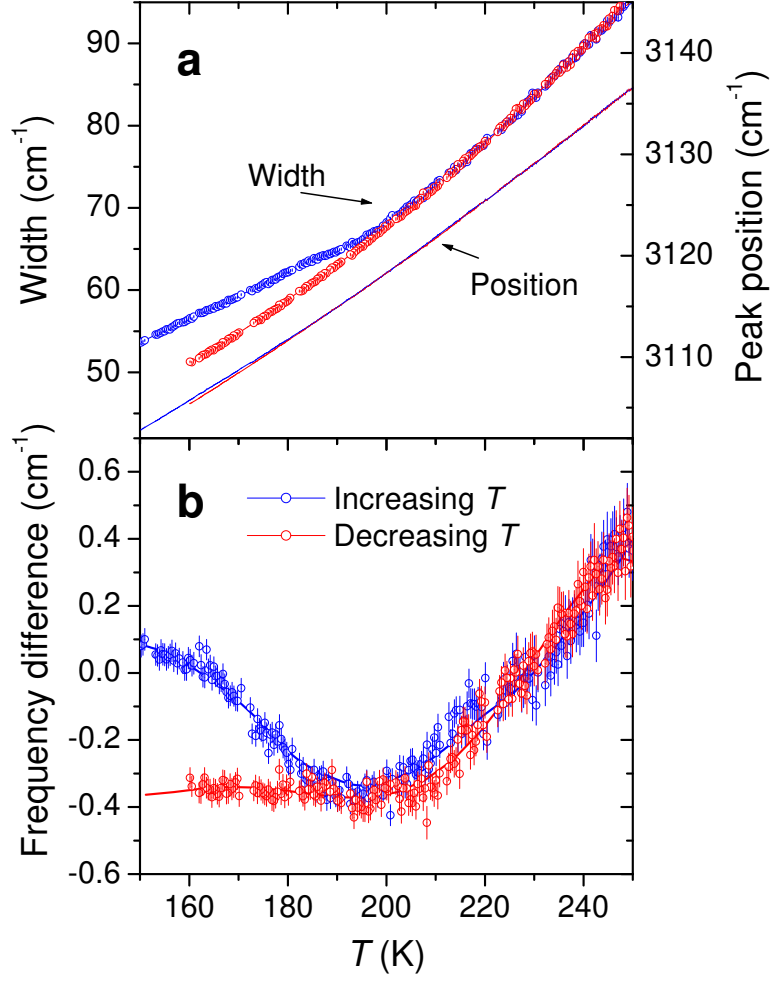 a
90
80
70
60
50
Width (cm⁻¹)
Width
Position
3140
3130
3120
3110
Peak position (cm⁻¹)
b
Increasing T
Decreasing T
0.6
0.4
0.2
0.0
-0.2
-0.4
-0.6
Frequency difference (cm⁻¹)
160 180 200 220 240
T (K)